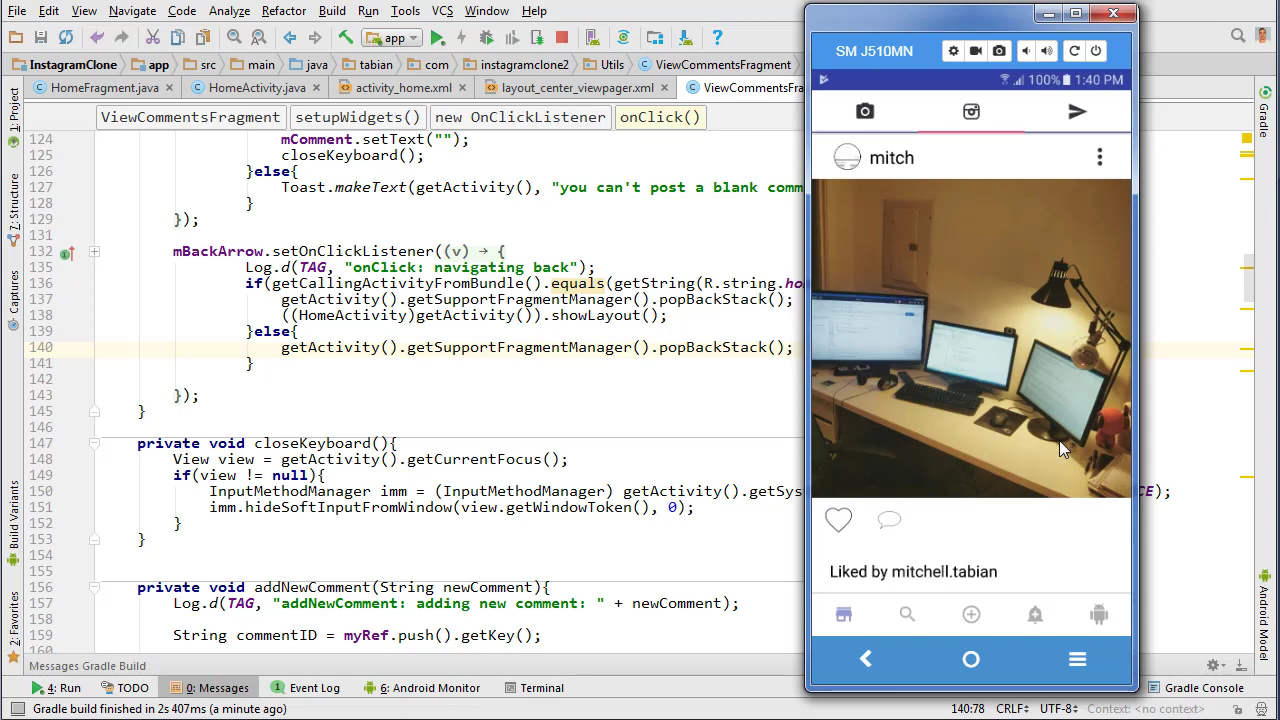 File Edit View Navigate Code Analyze Refactor Build Run Tools VCS Window Help
app
InstagramClone app src main java tabian com instagramclone2 Utils ViewCommentsFragment
HomeFragment.java HomeActivity.java activity_home.xml layout_center_viewpager.xml ViewCommentsFra
ViewCommentsFragment setupWidgets() new OnClickListener onClick()
1: Project
7: Structure
Captures
Build Variants
2: Favorites
124 mComment.setText("");
125 closeKeyboard();
126 }else{
127 Toast.makeText(getActivity(), "you can't post a blank comm
128 }
129 });
131
132 mBackArrow.setOnClickListener((v) → {
135 Log.d(TAG, "onClick: navigating back");
136 if(getCallingActivityFromBundle().equals(getString(R.string.ho
137 getActivity().getSupportFragmentManager().popBackStack();
138 ((HomeActivity)getActivity()).showLayout();
139 }else{
140 getActivity().getSupportFragmentManager().popBackStack();
141 }
142
143 });
145 }
146
147 private void closeKeyboard(){
148 View view = getActivity().getCurrentFocus();
149 if(view != null){
150 InputMethodManager imm = (InputMethodManager) getActivity().getSys CE);
151 imm.hideSoftInputFromWindow(view.getWindowToken(), 0);
152 }
153 }
154
155
156 private void addNewComment(String newComment){
157 Log.d(TAG, "addNewComment: adding new comment: " + newComment);
158
159 String commentID = myRef.push().getKey();
160
SM J510MN
100% 1:40 PM
mitch
Liked by mitchell.tabian
Gradle
Android Model
Messages Gradle Build
4: Run TODO 0: Messages 1 Event Log 6: Android Monitor Terminal Gradle Console
Gradle build finished in 2s 407ms (a minute ago) 140:78 CRLF÷ UTF-8÷ Context: <no context>